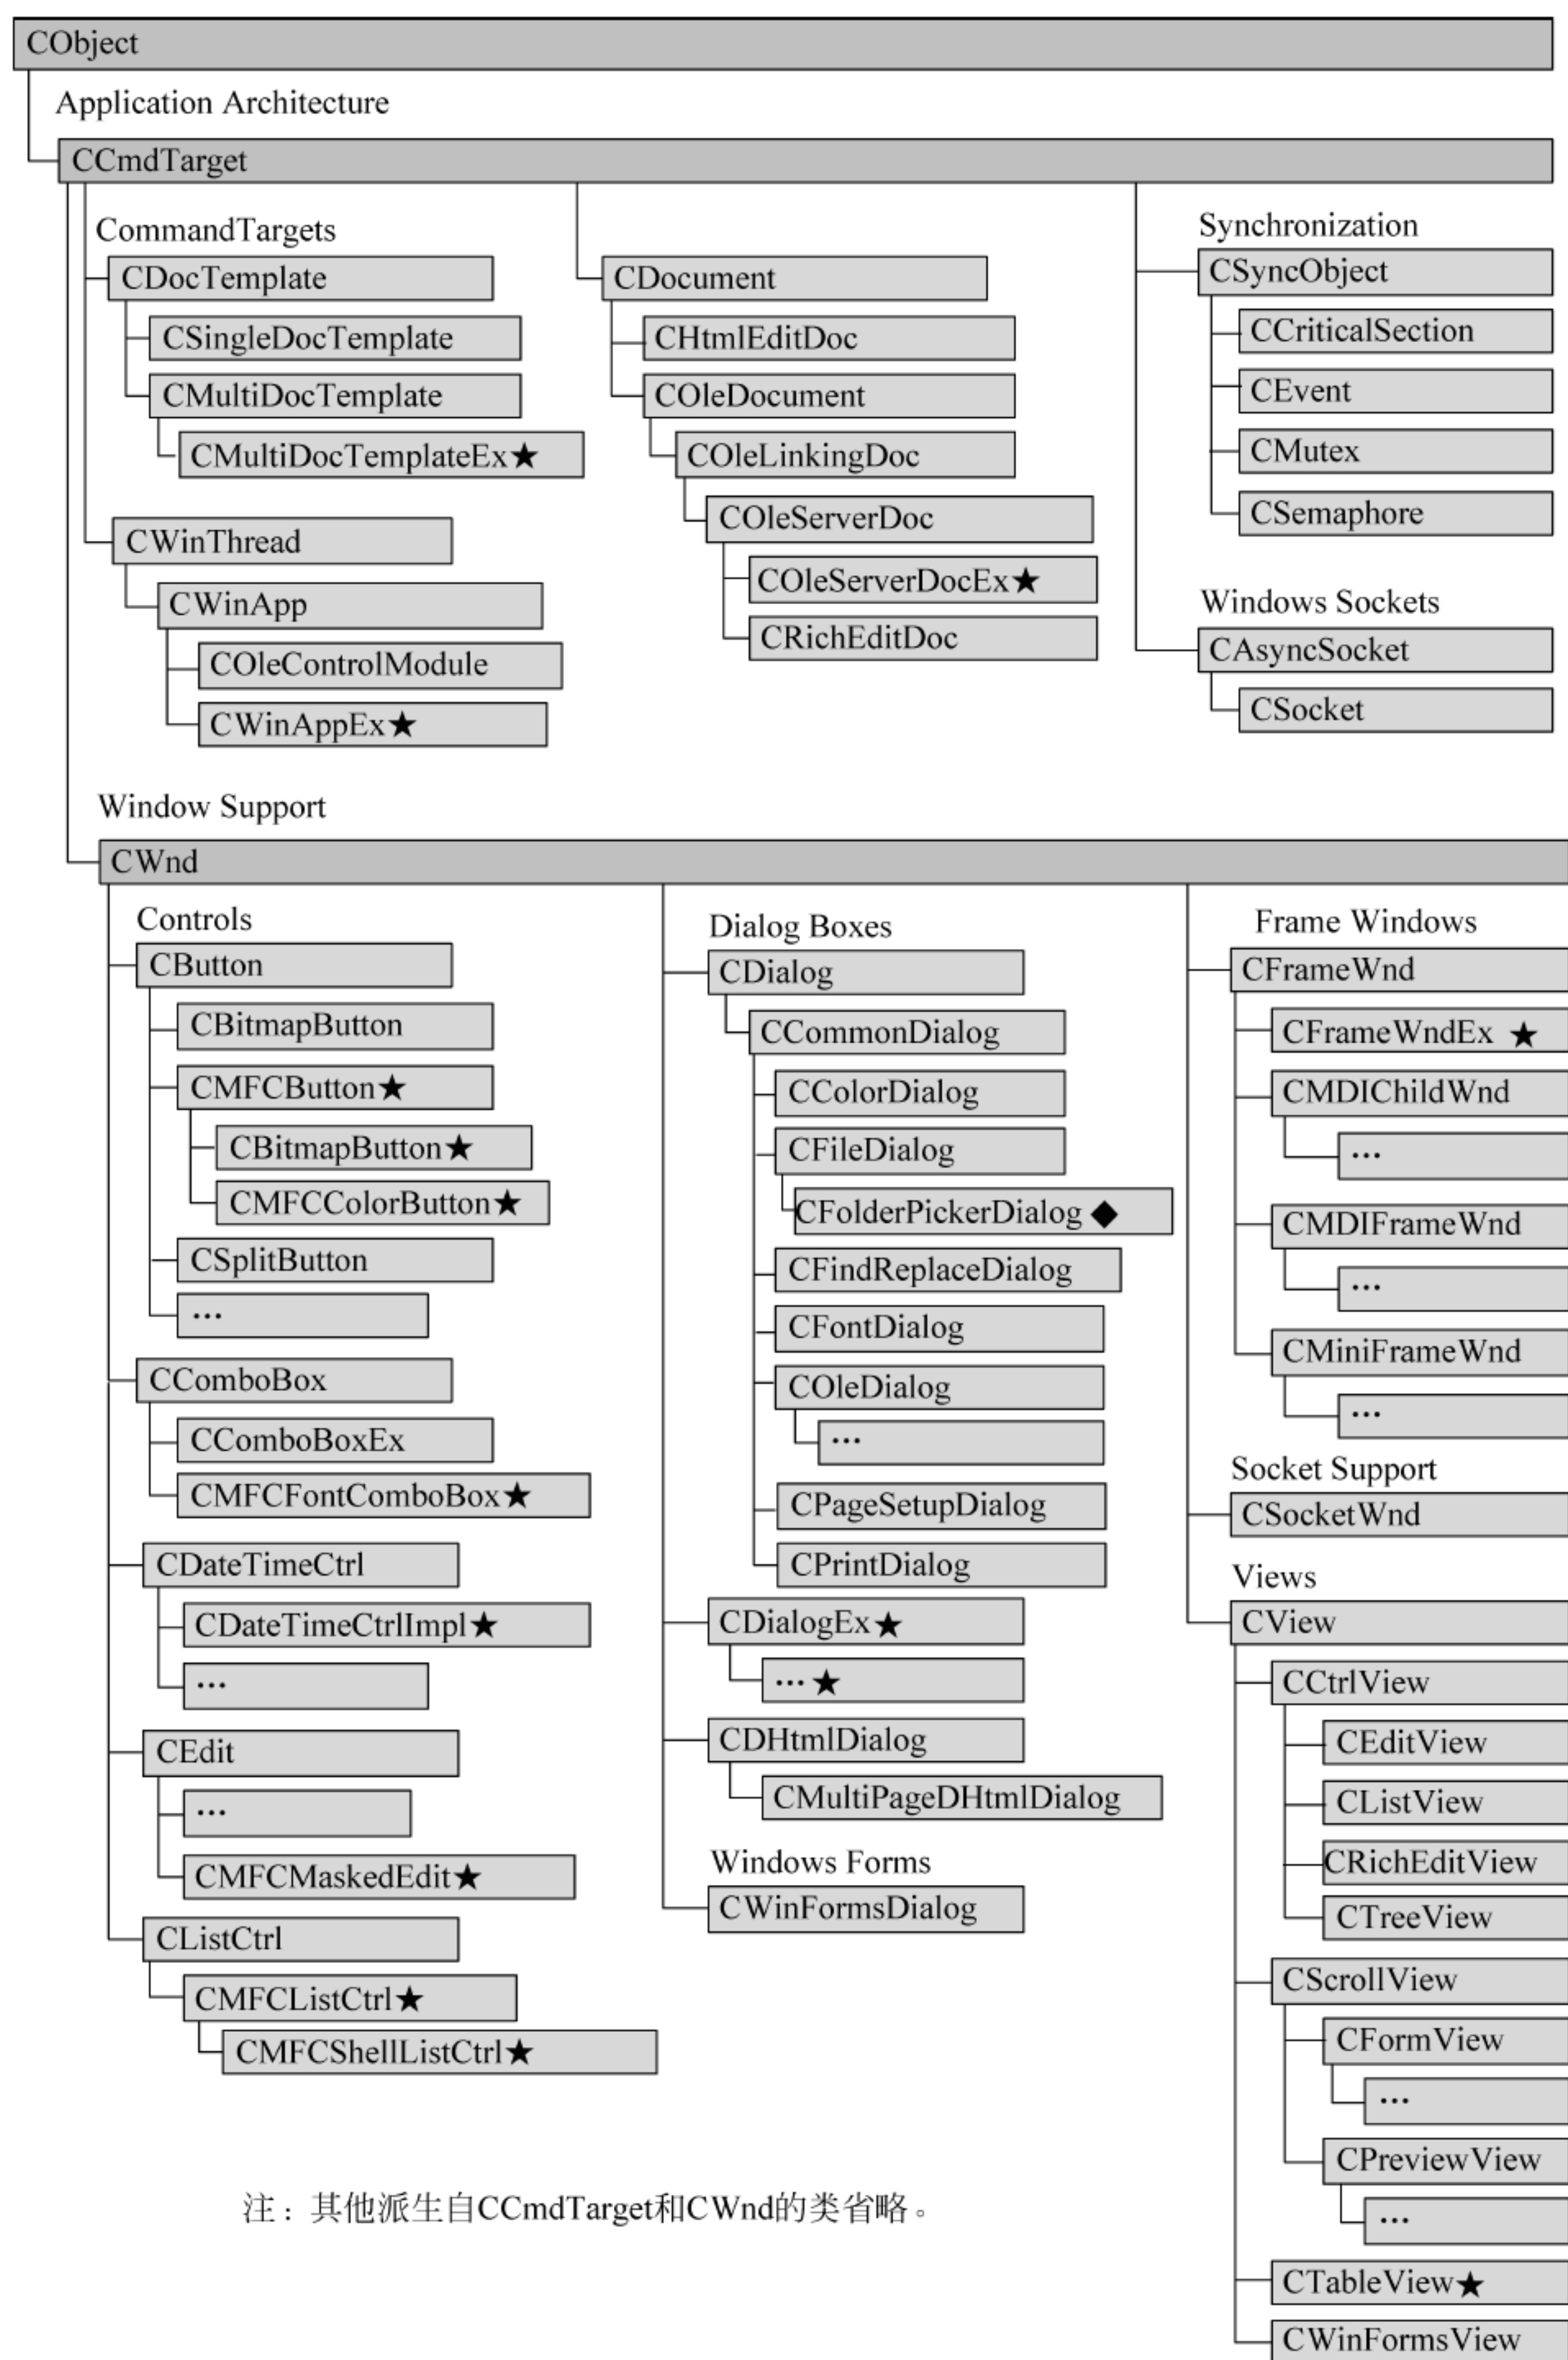 CObject
Application Architecture
CCmdTarget
CommandTargets
CDocTemplate
CSingleDocTemplate
CMultiDocTemplate
CMultiDocTemplateEx★
CWinThread
CWinApp
COleControlModule
CWinAppEx★
CDocument
CHtmlEditDoc
COleDocument
COleLinkingDoc
COleServerDoc
COleServerDocEx★
CRichEditDoc
Synchronization
CSyncObject
CCriticalSection
CEvent
CMutex
CSemaphore
Windows Sockets
CAsyncSocket
CSocket
Window Support
CWnd
Controls
CButton
CBitmapButton
CMFCButton★
CBitmapButton★
CMFCColorButton★
CSplitButton
…
CComboBox
CComboBoxEx
CMFCFontComboBox★
CDateTimeCtrl
CDateTimeCtrlImpl★
…
CEdit
…
CMFCMaskedEdit★
CListCtrl
CMFCListCtrl★
CMFCShellListCtrl★
Dialog Boxes
CDialog
CCommonDialog
CColorDialog
CFileDialog
CFolderPickerDialog ◆
CFindReplaceDialog
CFontDialog
COleDialog
…
CPageSetupDialog
CPrintDialog
CDialogEx★
…★
CDHtmlDialog
CMultiPageDHtmlDialog
Windows Forms
CWinFormsDialog
Frame Windows
CFrameWnd
CFrameWndEx ★
CMDIChildWnd
…
CMDIFrameWnd
…
CMiniFrameWnd
…
Socket Support
CSocketWnd
Views
CView
CCtrlView
CEditView
CListView
CRichEditView
CTreeView
CScrollView
CFormView
…
CPreviewView
…
CTableView★
CWinFormsView
注：其他派生自CCmdTarget和CWnd的类省略。